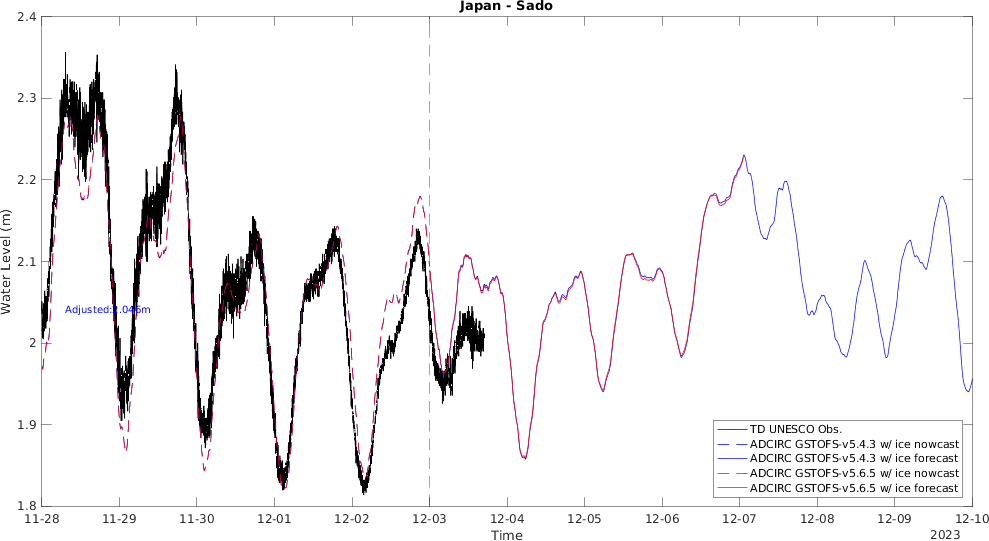 Japan - Sado
Water Level (m)
2.4
2.3
2.2
2.1
2
1.9
1.8
Adjusted:2.046m
TD UNESCO Obs.
ADCIRC GSTOFS-v5.4.3 w/ ice nowcast
ADCIRC GSTOFS-v5.4.3 w/ ice forecast
ADCIRC GSTOFS-v5.6.5 w/ ice nowcast
ADCIRC GSTOFS-v5.6.5 w/ ice forecast
11-28 11-29 11-30 12-01 12-02 12-03 12-04 12-05 12-06 12-07 12-08 12-09 12-10
Time
2023